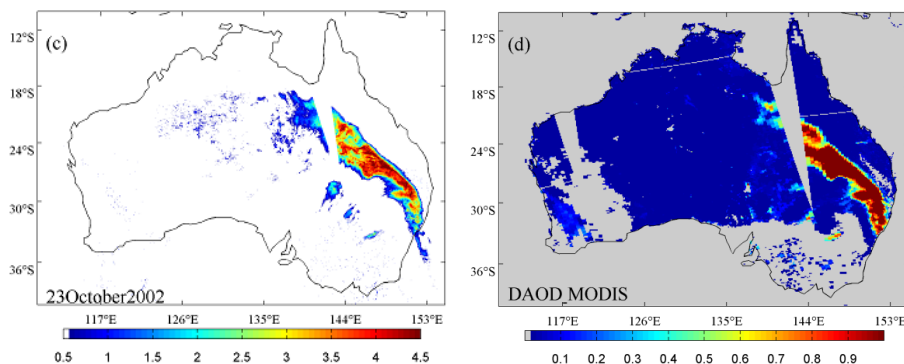 12°S
(c)
18°S
24°S
30°S
36°S
23October2002
117°E 126°E 135°E 144°E 153°E
0.5 1 1.5 2 2.5 3 3.5 4 4.5
12°S
(d)
18°S
24°S
30°S
36°S
DAOD MODIS
117°E 126°E 135°E 144°E 153°E
0.1 0.2 0.3 0.4 0.5 0.6 0.7 0.8 0.9